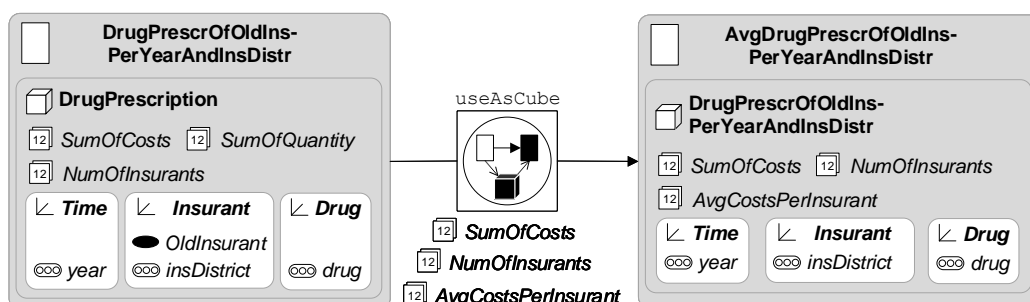 DrugPrescrOfOldIns-
PerYearAndInsDistr
DrugPrescription
12 SumOfCosts 12 SumOfQuantity
12 NumOfInsurants
Time Insurant Drug
OldInsurant
year insDistrict drug
useAsCube
12 SumOfCosts
12 NumOfInsurants
12 AvgCostsPerInsurant
AvgDrugPrescrOfOldIns-
PerYearAndInsDistr
DrugPrescrOfOldIns-
PerYearAndInsDistr
12 SumOfCosts 12 NumOfInsurants
12 AvgCostsPerInsurant
Time Insurant Drug
year insDistrict drug